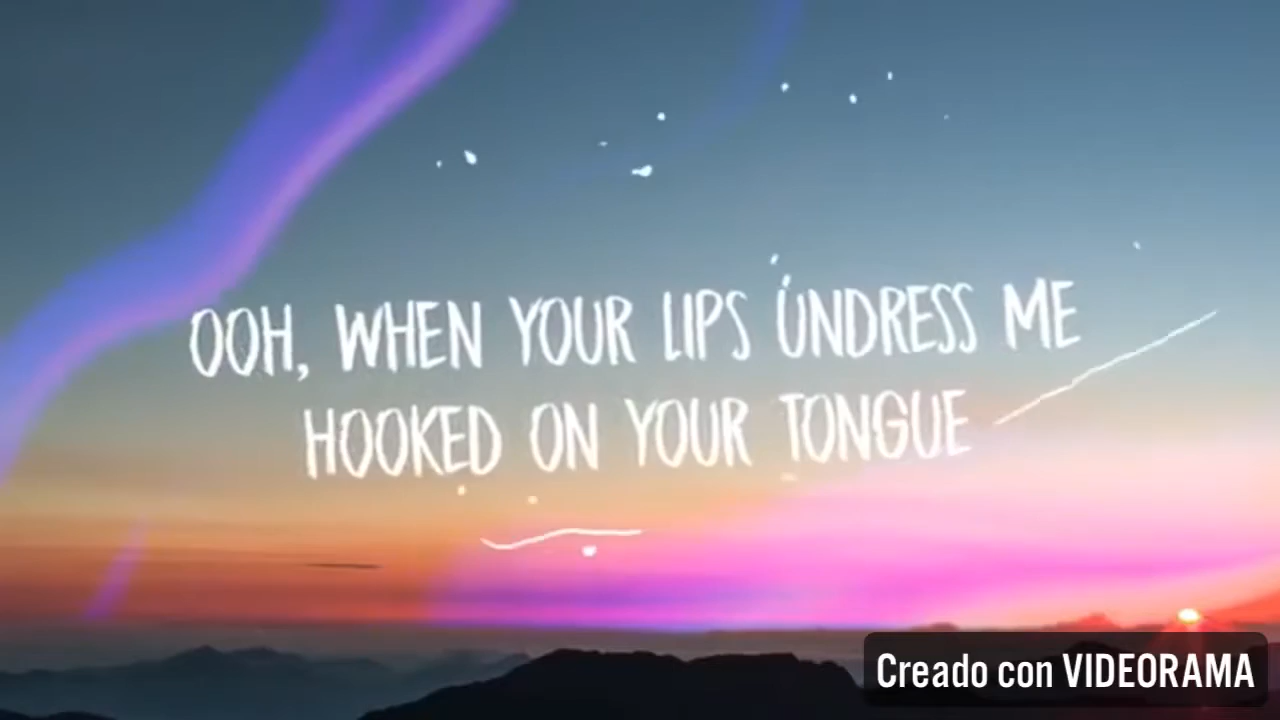 OOH, WHEN YOUR LIPS UNDRESS ME
HOOKED ON YOUR TONGUE
Creado con VIDEORAMA